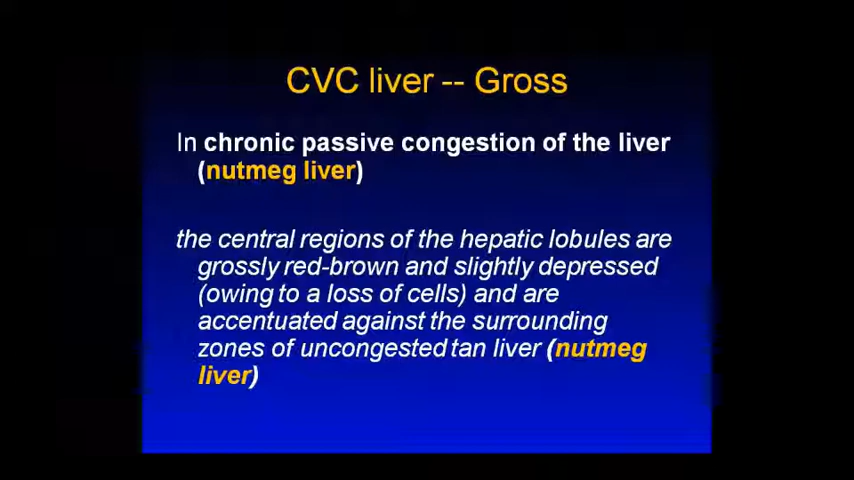 CVC liver -- Gross
In chronic passive congestion of the liver
(nutmeg liver)
the central regions of the hepatic lobules are
grossly red-brown and slightly depressed
(owing to a loss of cells) and are
accentuated against the surrounding
zones of uncongested tan liver (nutmeg
liver)